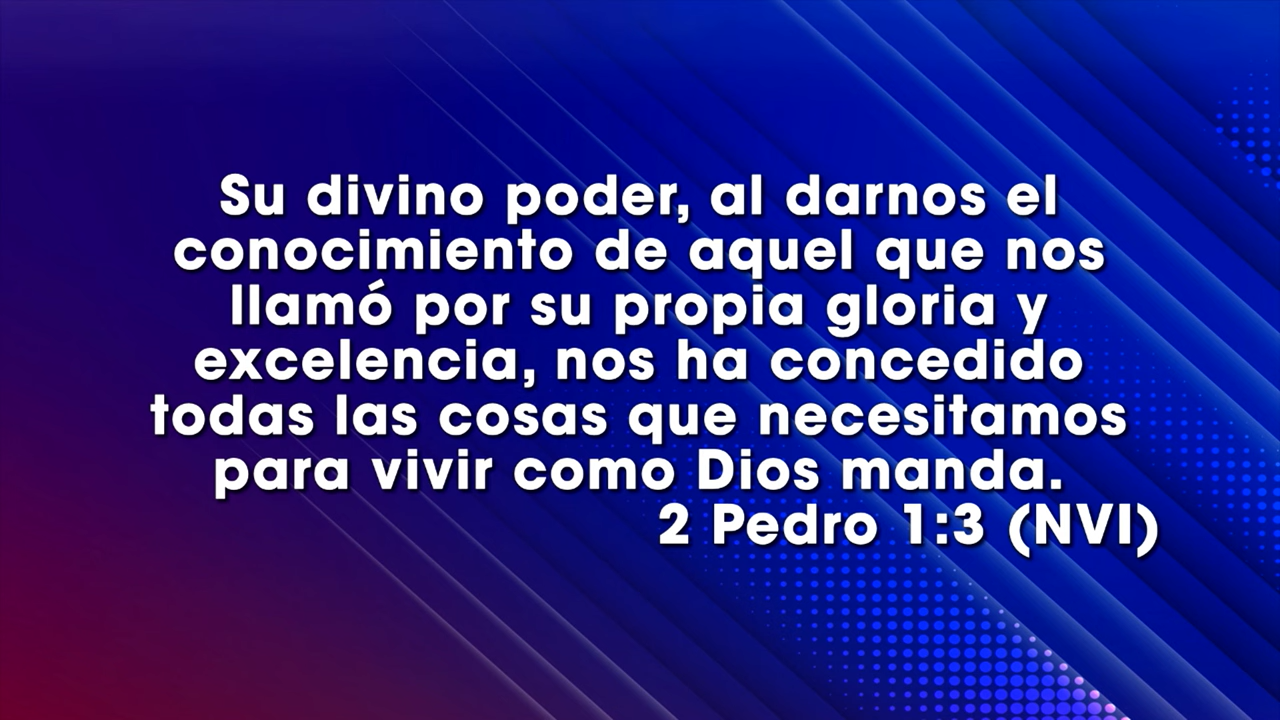 Su divino poder, al darnos el
conocimiento de aquel que nos
llamó por su propia gloria y
excelencia, nos ha concedido
todas las cosas que necesitamos
para vivir como Dios manda.
2 Pedro 1:3 (NVI)